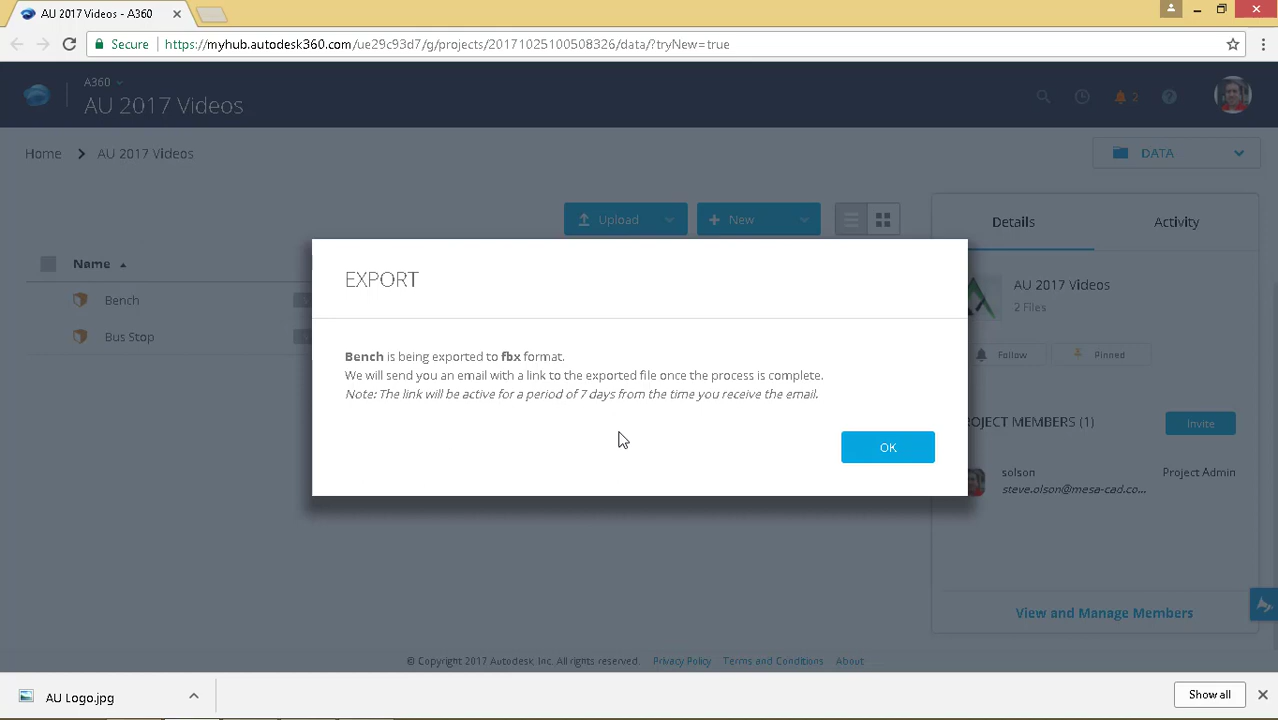 AU 2017 Videos - A360
Secure
https://myhub.autodesk360.com/ue29c93d7/g/projects/20171025100508326/data/?tryNew=true
A360
AU 2017 Videos
2
Home
AU 2017 Videos
DATA
Upload
New
Details
Activity
Name
Bench
Bus Stop
EXPORT
Bench is being exported to fbx format.
We will send you an email with a link to the exported file once the process is complete.
Note: The link will be active for a period of 7 days from the time you receive the email.
OK
AU 2017 Videos
2 Files
Follow
Pinned
OJECT MEMBERS (1)
Invite
solson
Project Admin
steve.olson@mesa-cad.co...
View and Manage Members
© Copyright 2017 Autodesk, Inc. All rights reserved.
Privacy Policy
Terms and Conditions
About
AU Logo.jpg
Show all